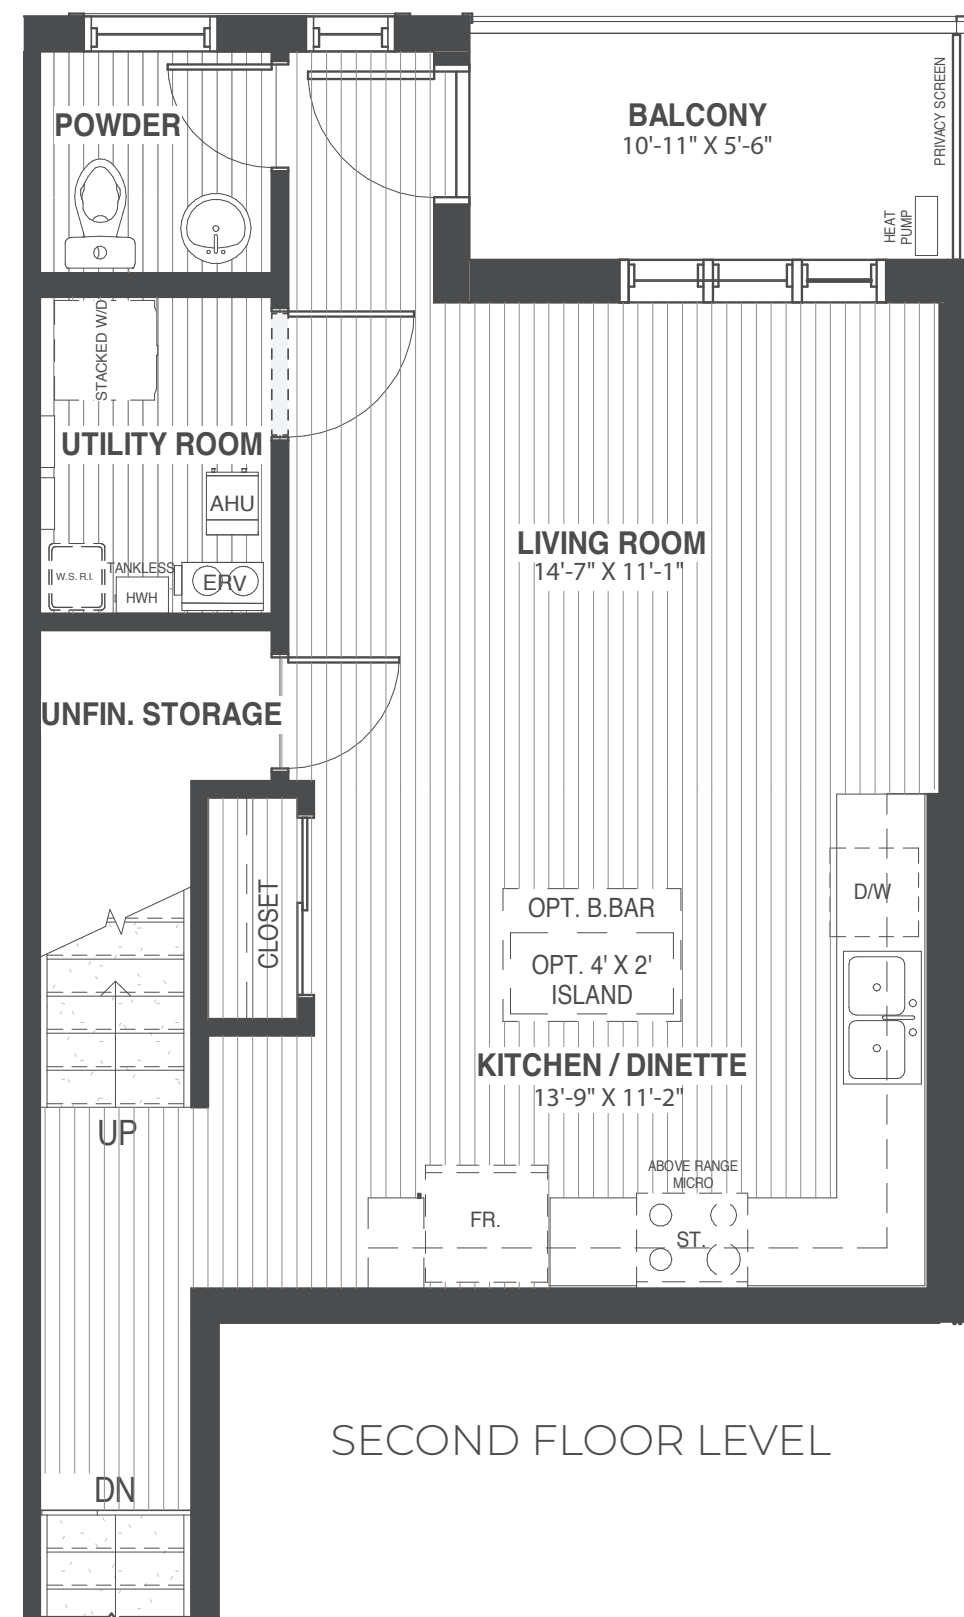 POWDER
BALCONY
10'-11" X 5'-6"
PRIVACY SCREEN
HEAT
PUMP
STACKED W/D
UTILITY ROOM
AHU
W.S. R.I.
TANKLESS
HWH
ERV
LIVING ROOM
14'-7" X 11'-1"
UNFIN. STORAGE
CLOSET
OPT. B.BAR
OPT. 4' X 2'
ISLAND
D/W
KITCHEN / DINETTE
13'-9" X 11'-2"
UP
ABOVE RANGE
MICRO
FR.
ST.
SECOND FLOOR LEVEL
DN